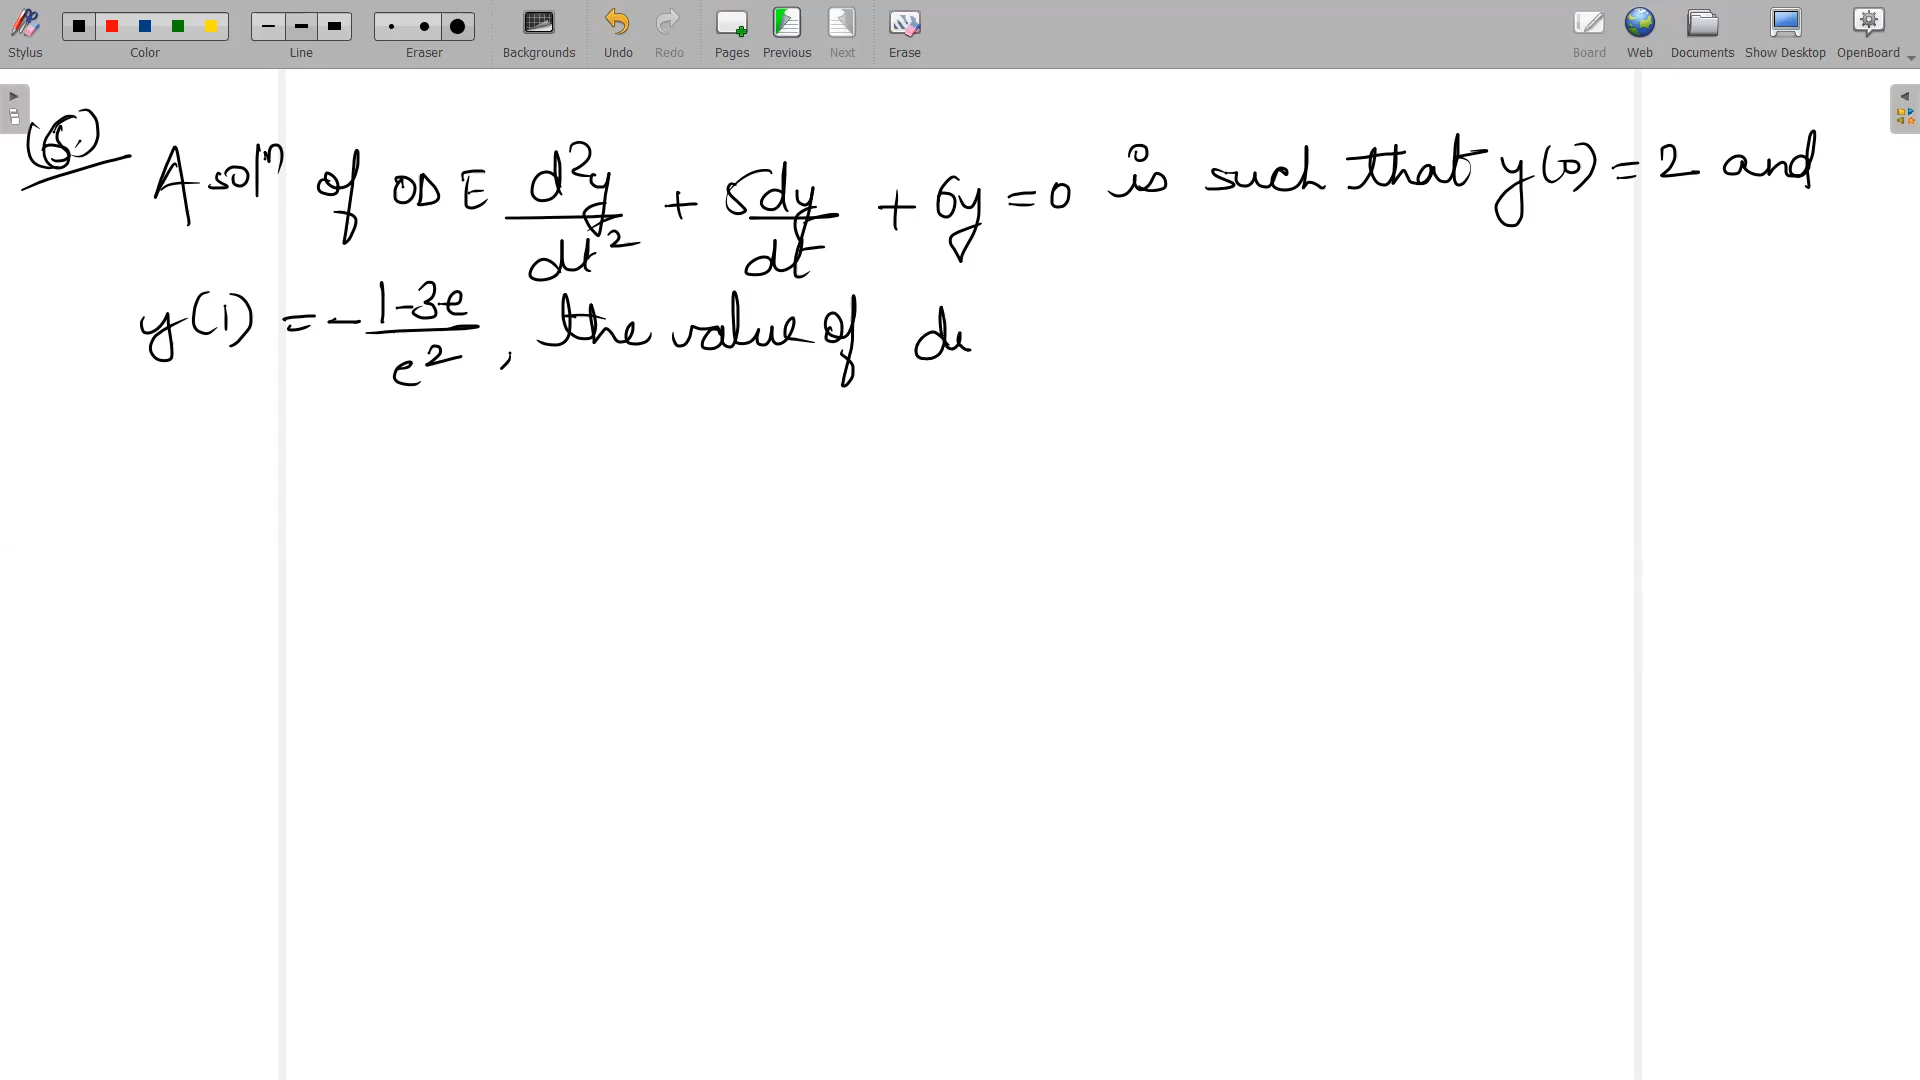 Stylus Color Line Eraser Backgrounds Undo Redo Pages Previous Next Erase Board Web Documents Show Desktop OpenBoard
(6) A solⁿ of ODE d²y/dt² + 5dy/dt + 6y = 0 is such that y(0) = 2 and
y(1) = - 1-3e/e², the value of dy